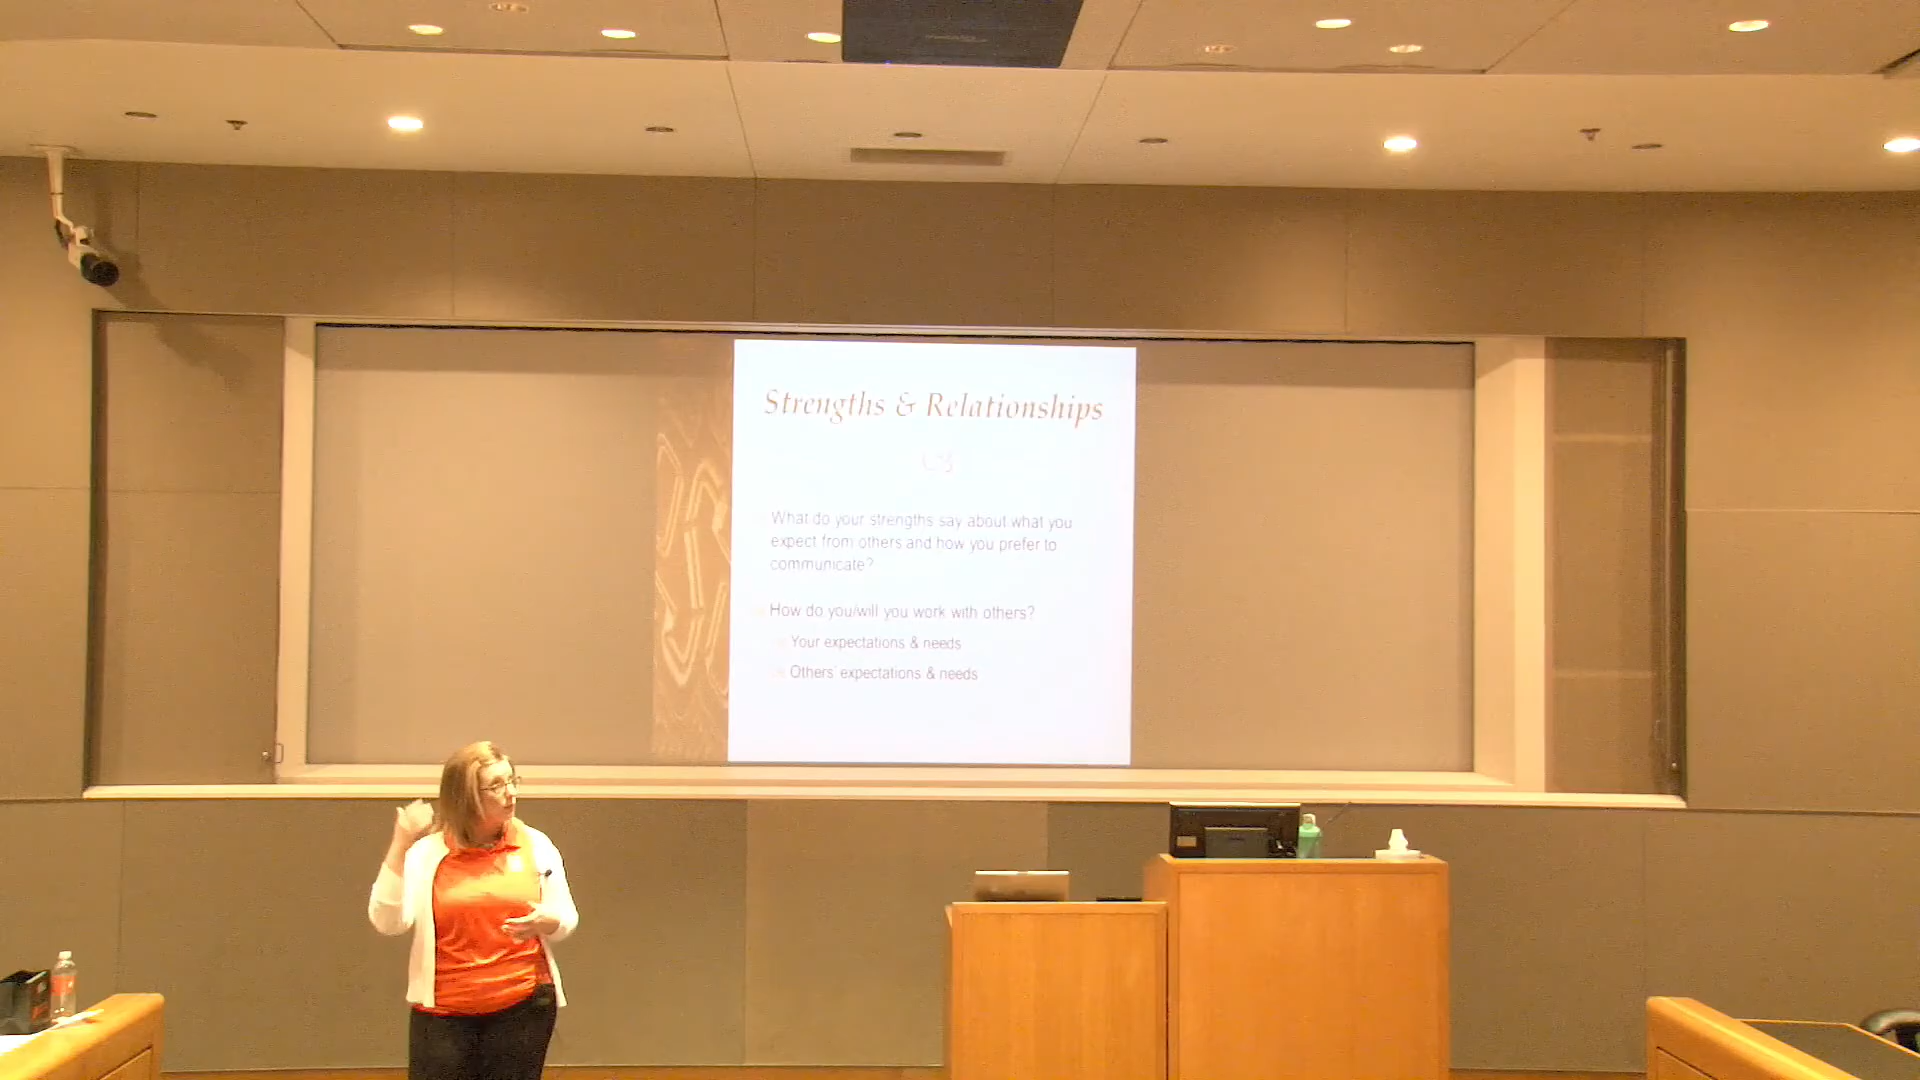 Strengths & Relationships
What do your strengths say about what you
expect from others and how you prefer to
communicate?
How do you/will you work with others?
Your expectations & needs
Others' expectations & needs